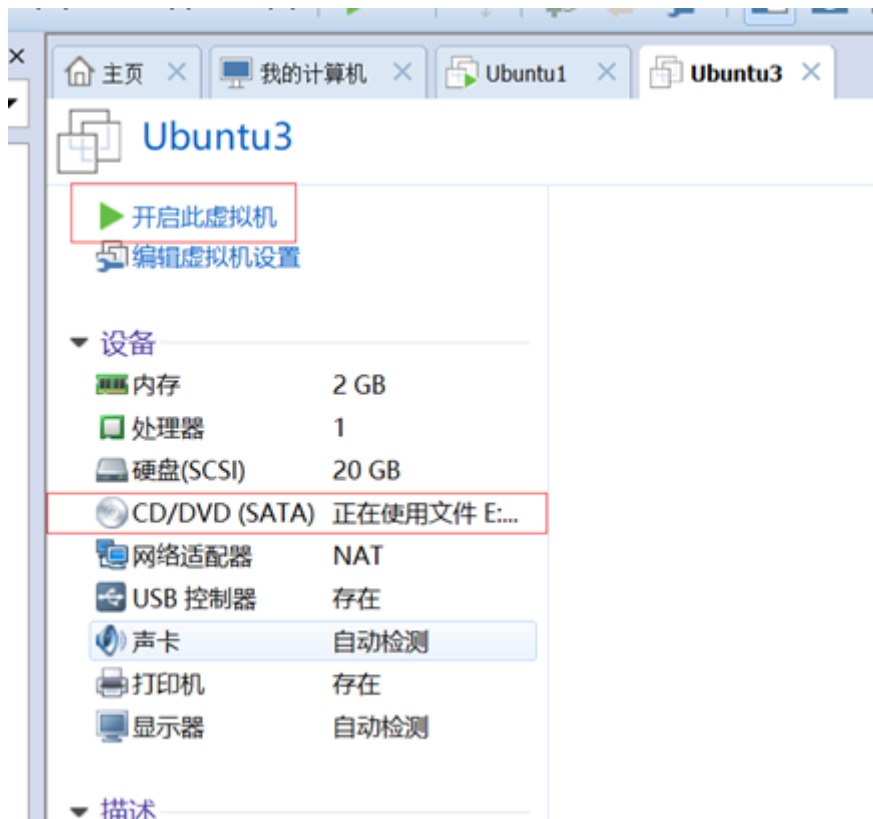 主页 我的计算机 Ubuntu1 Ubuntu3
Ubuntu3
开启此虚拟机
编辑虚拟机设置
设备
内存 2 GB
处理器 1
硬盘(SCSI) 20 GB
CD/DVD (SATA) 正在使用文件 E:...
网络适配器 NAT
USB 控制器 存在
声卡 自动检测
打印机 存在
显示器 自动检测
描述